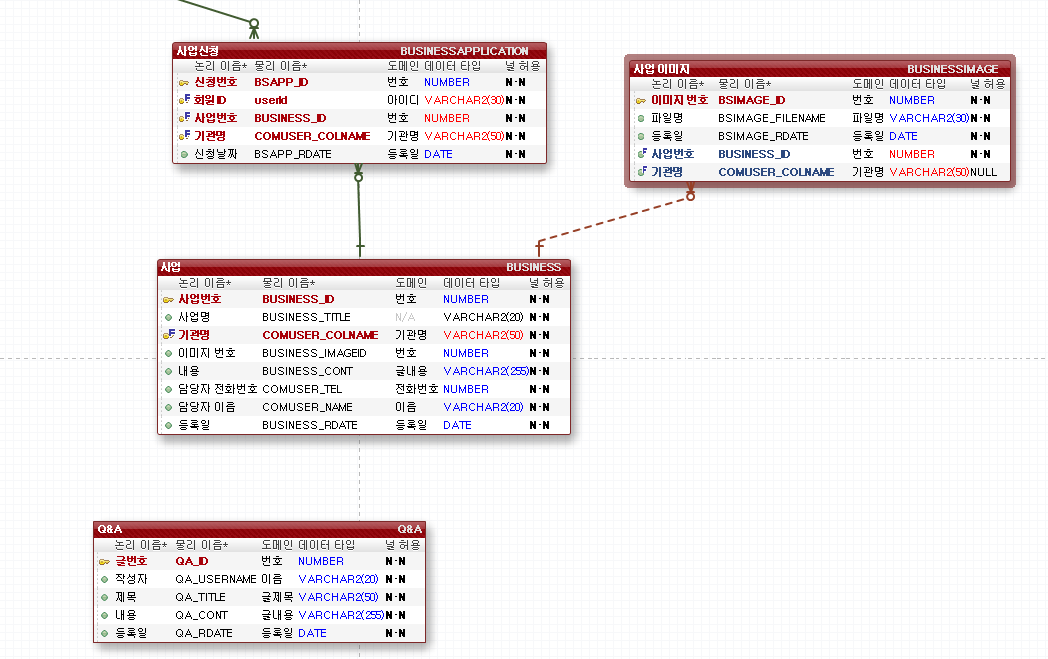 사업신청 BUSINESSAPPLICATION
논리 이름* 물리 이름* 도메인 데이터 타입 널 허용
신청번호 BSAPP_ID 번호 NUMBER N-N
회원ID userId 아이디 VARCHAR2(30) N-N
사업번호 BUSINESS_ID 번호 NUMBER N-N
기관명 COMUSER_COLNAME 기관명 VARCHAR2(50) N-N
신청날짜 BSAPP_RDATE 등록일 DATE N-N
사업 이미지 BUSINESSIMAGE
논리 이름* 물리 이름* 도메인 데이터 타입 널 허용
이미지 번호 BSIMAGE_ID 번호 NUMBER N-N
파일명 BSIMAGE_FILENAME 파일명 VARCHAR2(30) N-N
등록일 BSIMAGE_RDATE 등록일 DATE N-N
사업번호 BUSINESS_ID 번호 NUMBER N-N
기관명 COMUSER_COLNAME 기관명 VARCHAR2(50) NULL
사업 BUSINESS
논리 이름* 물리 이름* 도메인 데이터 타입 널 허용
사업번호 BUSINESS_ID 번호 NUMBER N-N
사업명 BUSINESS_TITLE N/A VARCHAR2(20) N-N
기관명 COMUSER_COLNAME 기관명 VARCHAR2(50) N-N
이미지 번호 BUSINESS_IMAGEID 번호 NUMBER N-N
내용 BUSINESS_CONT 글내용 VARCHAR2(255) N-N
담당자 전화번호 COMUSER_TEL 전화번호 NUMBER N-N
담당자 이름 COMUSER_NAME 이름 VARCHAR2(20) N-N
등록일 BUSINESS_RDATE 등록일 DATE N-N
Q&A Q&A
논리 이름* 물리 이름* 도메인 데이터 타입 널 허용
글번호 QA_ID 번호 NUMBER N-N
작성자 QA_USERNAME 이름 VARCHAR2(20) N-N
제목 QA_TITLE 글제목 VARCHAR2(50) N-N
내용 QA_CONT 글내용 VARCHAR2(255) N-N
등록일 QA_RDATE 등록일 DATE N-N